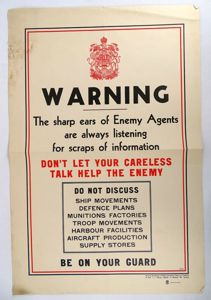 WARNING
The sharp ears of Enemy Agents
are always listening
for scraps of information
DON'T LET YOUR CARELESS
TALK HELP THE ENEMY
DO NOT DISCUSS
SHIP MOVEMENTS
DEFENCE PLANS
MUNITIONS FACTORIES
TROOP MOVEMENTS
HARBOUR FACILITIES
AIRCRAFT PRODUCTION
SUPPLY STORES
BE ON YOUR GUARD